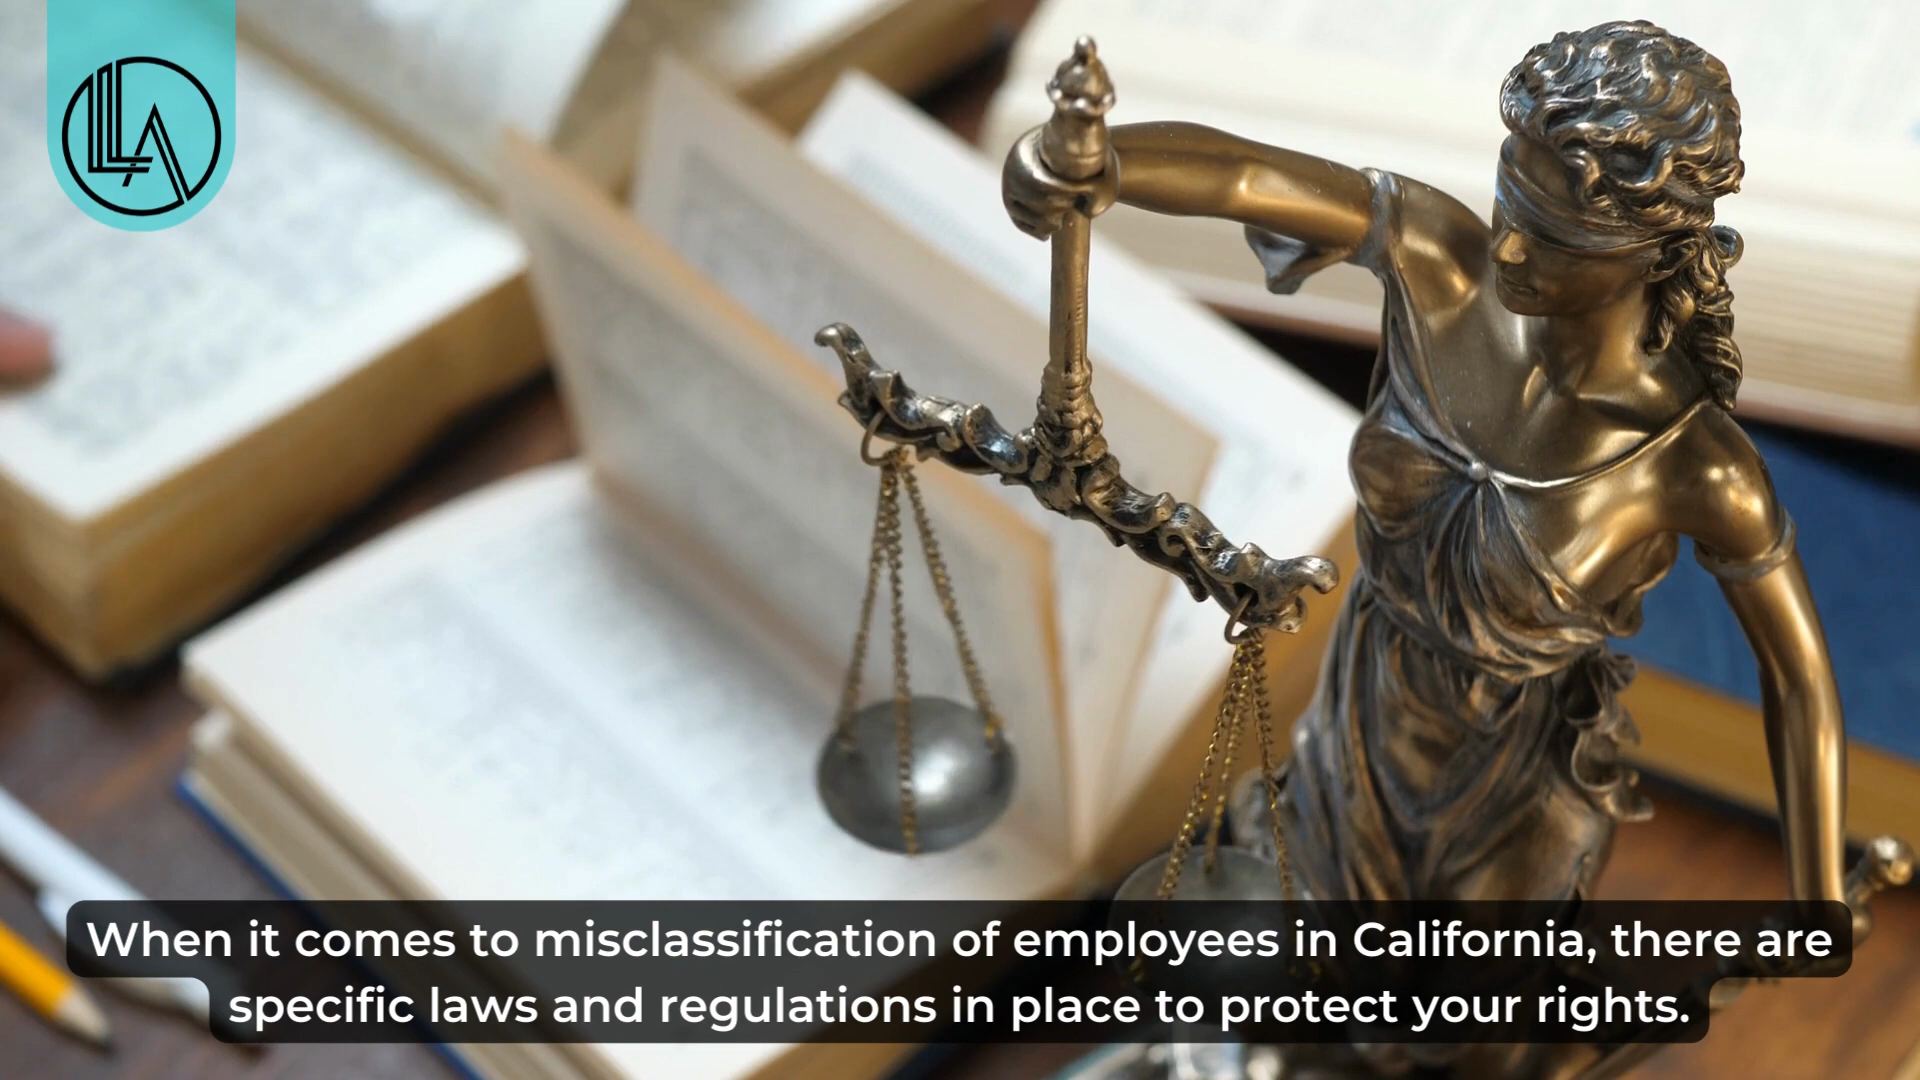 LLA
When it comes to misclassification of employees in California, there are
specific laws and regulations in place to protect your rights.